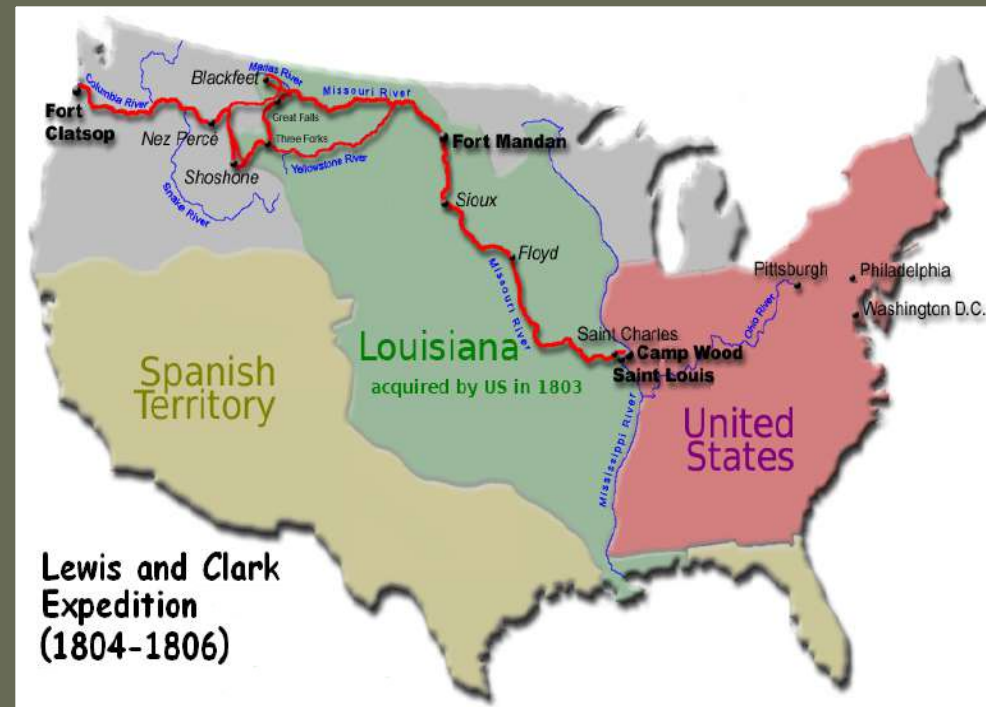 Blackfeet
Marias River
Missouri River
Columbia River
Fort
Clatsop
Great Falls
Nez Percé
Three Forks
Fort Mandan
Yellowstone River
Shoshone
Snake River
Sioux
Floyd
Missouri River
Pittsburgh
Philadelphia
Ohio River
Washington D.C.
Saint Charles
Camp Wood
Saint Louis
Louisiana
acquired by US in 1803
Spanish
Territory
Mississippi River
United
States
Lewis and Clark
Expedition
(1804-1806)